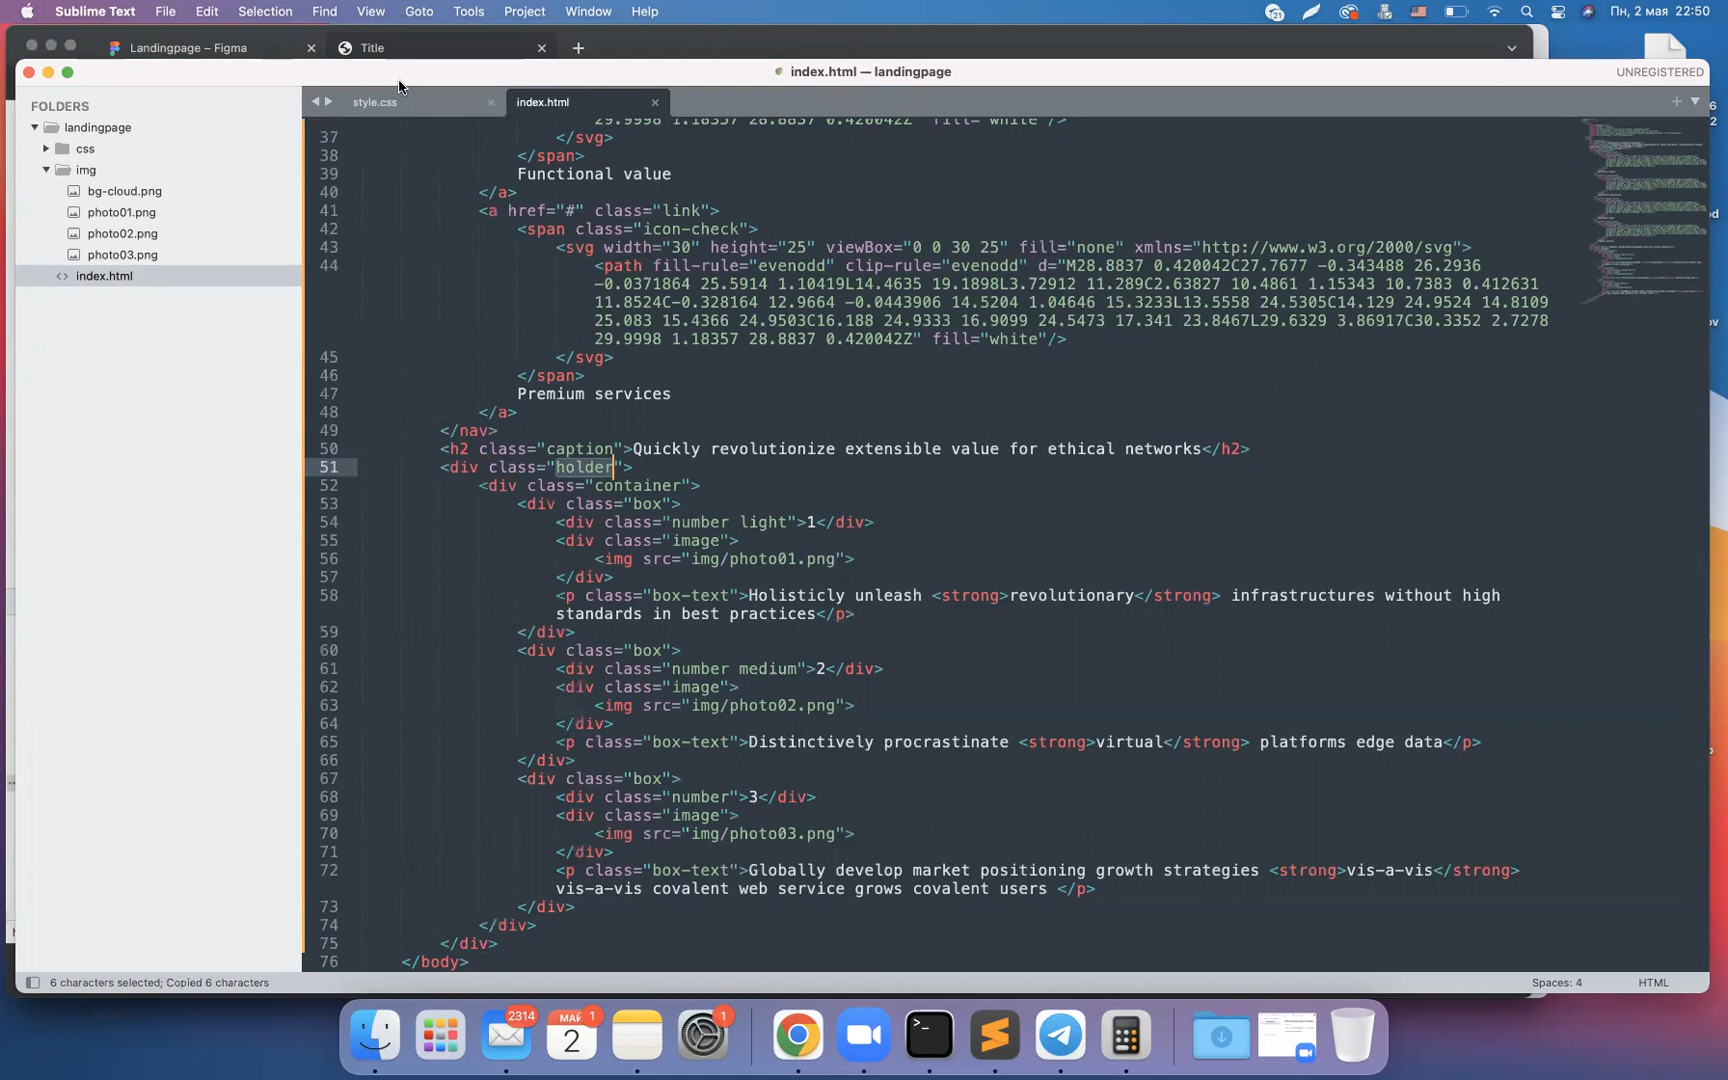 Sublime Text File Edit Selection Find View Goto Tools Project Window Help 21 Пн, 2 мая 22:50
Landingpage – Figma Title
index.html — landingpage UNREGISTERED
FOLDERS
landingpage
css
img
bg-cloud.png
photo01.png
photo02.png
photo03.png
index.html
style.css index.html
29.9998 1.18357 28.8837 0.420042Z" fill="white"/>
37 </svg>
38 </span>
39 Functional value
40 </a>
41 <a href="#" class="link">
42 <span class="icon-check">
43 <svg width="30" height="25" viewBox="0 0 30 25" fill="none" xmlns="http://www.w3.org/2000/svg">
44 <path fill-rule="evenodd" clip-rule="evenodd" d="M28.8837 0.420042C27.7677 -0.343488 26.2936
-0.0371864 25.5914 1.10419L14.4635 19.1898L3.72912 11.289C2.63827 10.4861 1.15343 10.7383 0.412631
11.8524C-0.328164 12.9664 -0.0443906 14.5204 1.04646 15.3233L13.5558 24.5305C14.129 24.9524 14.8109
25.083 15.4366 24.9503C16.188 24.9333 16.9099 24.5473 17.341 23.8467L29.6329 3.86917C30.3352 2.7278
29.9998 1.18357 28.8837 0.420042Z" fill="white"/>
45 </svg>
46 </span>
47 Premium services
48 </a>
49 </nav>
50 <h2 class="caption">Quickly revolutionize extensible value for ethical networks</h2>
51 <div class="holder">
52 <div class="container">
53 <div class="box">
54 <div class="number light">1</div>
55 <div class="image">
56 <img src="img/photo01.png">
57 </div>
58 <p class="box-text">Holisticly unleash <strong>revolutionary</strong> infrastructures without high
standards in best practices</p>
59 </div>
60 <div class="box">
61 <div class="number medium">2</div>
62 <div class="image">
63 <img src="img/photo02.png">
64 </div>
65 <p class="box-text">Distinctively procrastinate <strong>virtual</strong> platforms edge data</p>
66 </div>
67 <div class="box">
68 <div class="number">3</div>
69 <div class="image">
70 <img src="img/photo03.png">
71 </div>
72 <p class="box-text">Globally develop market positioning growth strategies <strong>vis-a-vis</strong>
vis-a-vis covalent web service grows covalent users </p>
73 </div>
74 </div>
75 </div>
76 </body>
6 characters selected; Copied 6 characters Spaces: 4 HTML
2314 МАЙ 2 1 1